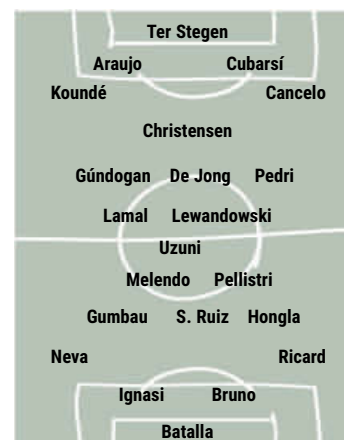 Ter Stegen
Araujo Cubarsí
Koundé Cancelo
Christensen
Gúndogan De Jong Pedri
Lamal Lewandowski
Uzuni
Melendo Pellistri
Gumbau S. Ruiz Hongla
Neva Ricard
Ignasi Bruno
Batalla